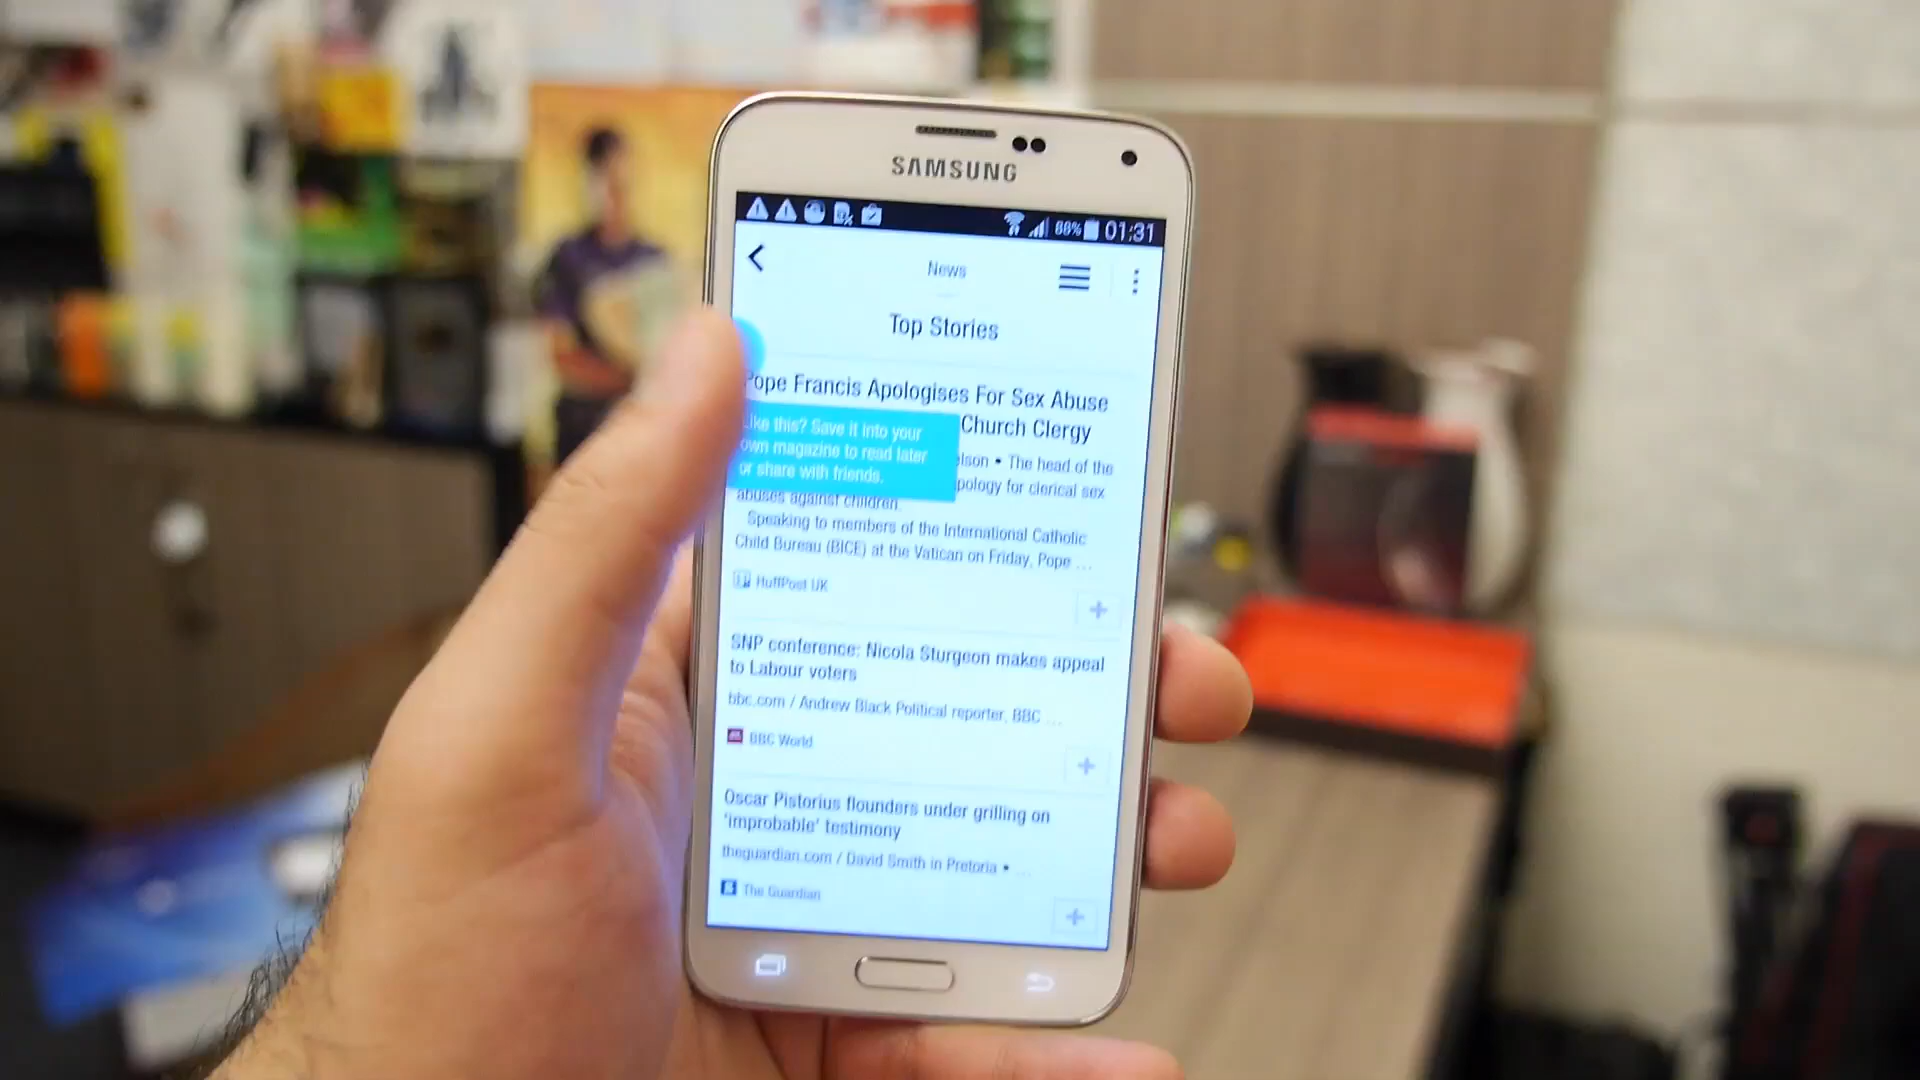 SAMSUNG
88% 01:31
News
Top Stories
Pope Francis Apologises For Sex Abuse
Church Clergy
Like this? Save it into your
own magazine to read later
or share with friends.
• The head of the
pology for clerical sex
abuses against children.
Speaking to members of the International Catholic
Child Bureau (BICE) at the Vatican on Friday, Pope ...
HuffPost UK
SNP conference: Nicola Sturgeon makes appeal
to Labour voters
bbc.com / Andrew Black Political reporter, BBC ...
BBC World
Oscar Pistorius flounders under grilling on
'improbable' testimony
theguardian.com / David Smith in Pretoria • ...
The Guardian